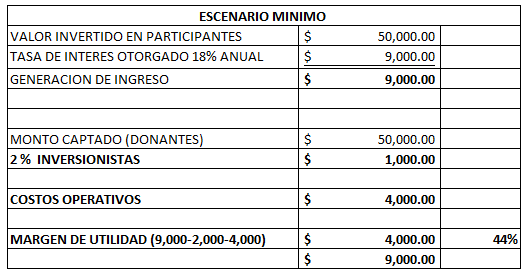 ESCENARIO MINIMO
VALOR INVERTIDO EN PARTICIPANTES $ 50,000.00
TASA DE INTERES OTORGADO 18% ANUAL $ 9,000.00
GENERACION DE INGRESO $ 9,000.00
MONTO CAPTADO (DONANTES) $ 50,000.00
2 % INVERSIONISTAS $ 1,000.00
COSTOS OPERATIVOS $ 4,000.00
MARGEN DE UTILIDAD (9,000-2,000-4,000) $ 4,000.00 44%
$ 9,000.00